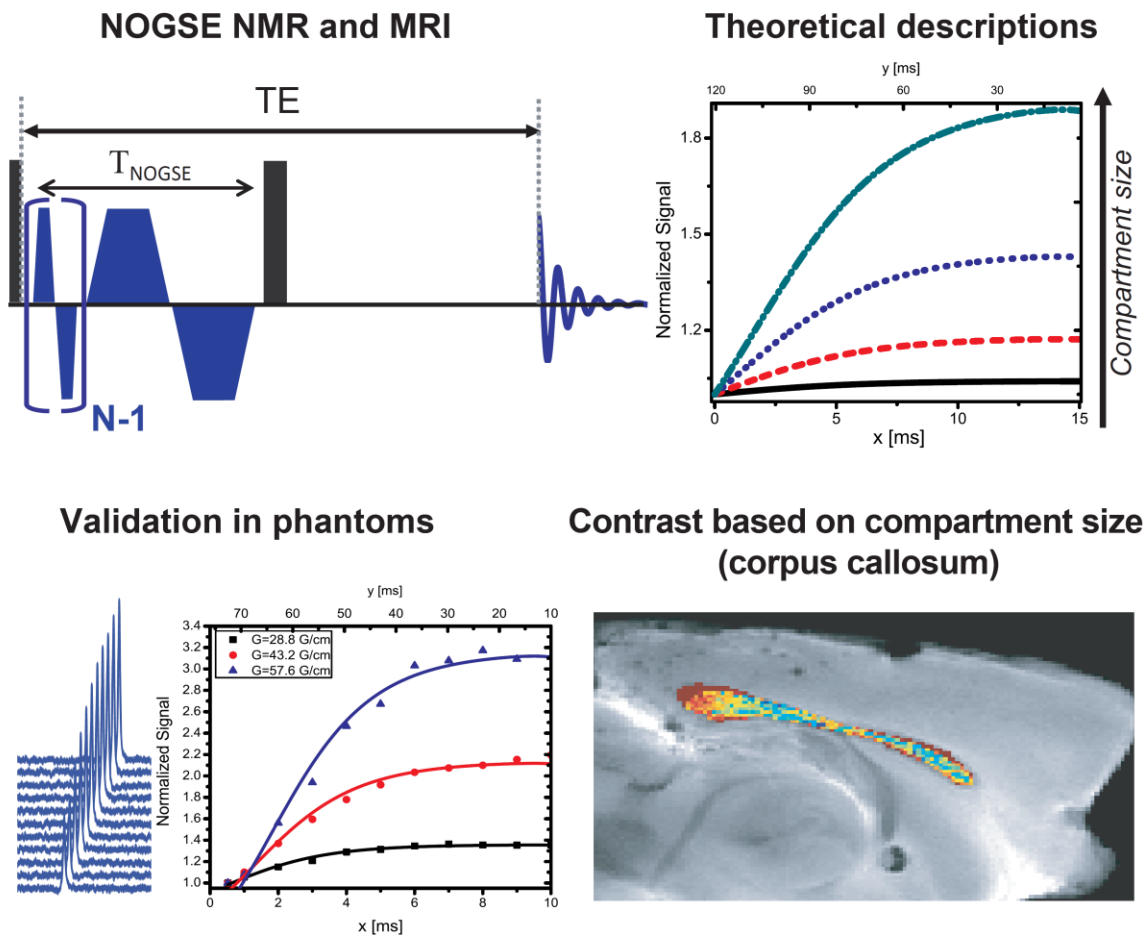 NOGSE NMR and MRI
TE
T NOGSE
N-1
Theoretical descriptions
y [ms]
120 90 60 30
Normalized Signal
1.8
1.5
1.2
0 5 10 15
x [ms]
Compartment size
Validation in phantoms
y [ms]
70 60 50 40 30 20 10
Normalized Signal
3.4
3.2
3.0
2.8
2.6
2.4
2.2
2.0
1.8
1.6
1.4
1.2
1.0
G=28.8 G/cm
G=43.2 G/cm
G=57.6 G/cm
0 2 4 6 8 10
x [ms]
Contrast based on compartment size
(corpus callosum)